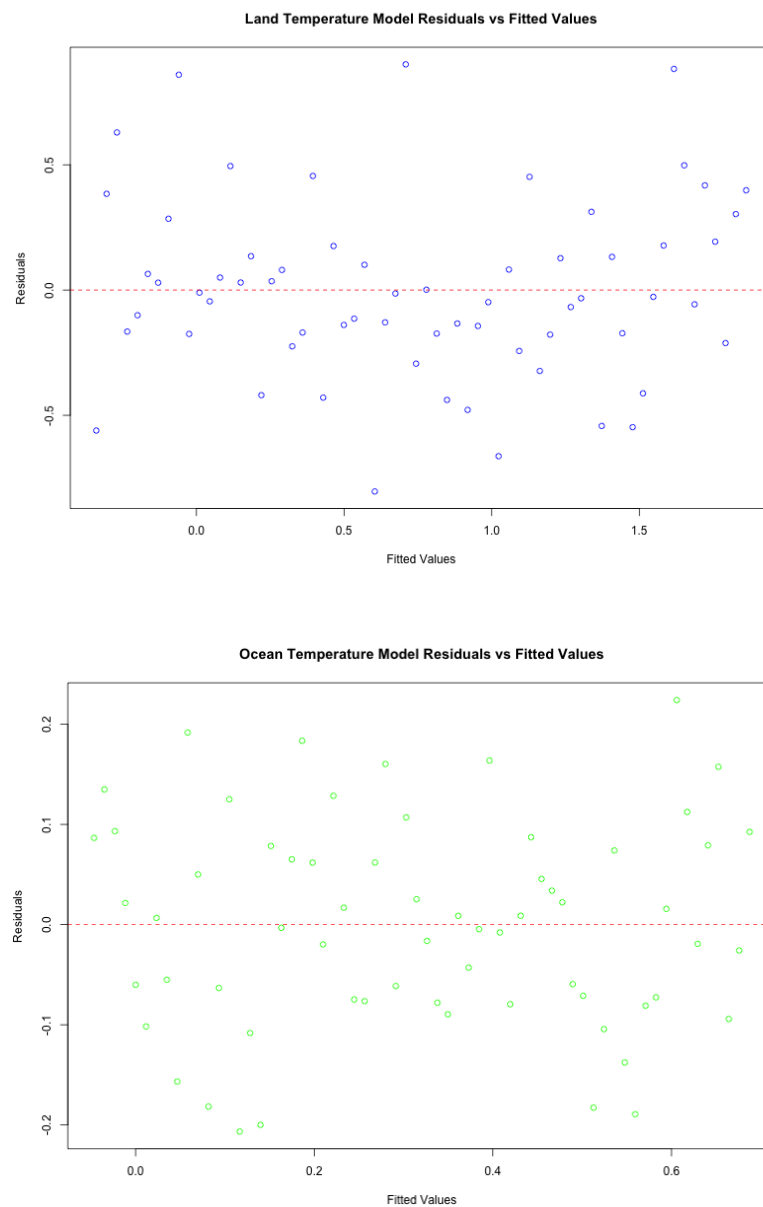 Land Temperature Model Residuals vs Fitted Values
0.5
0.0
-0.5
Residuals
0.0 0.5 1.0 1.5
Fitted Values
Ocean Temperature Model Residuals vs Fitted Values
0.2
0.1
0.0
-0.1
-0.2
Residuals
0.0 0.2 0.4 0.6
Fitted Values